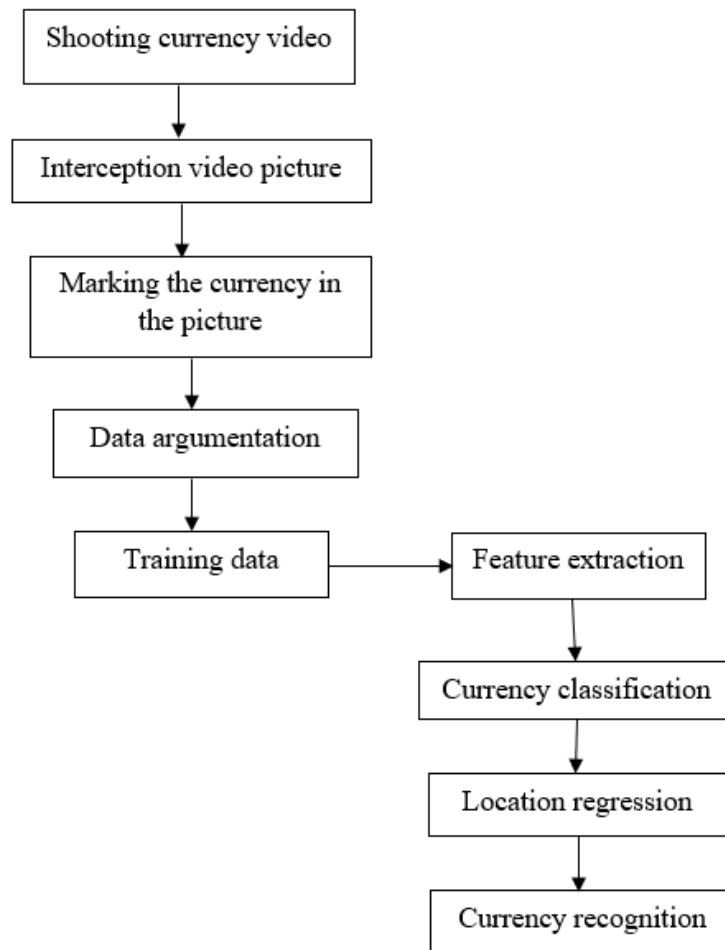 Shooting currency video
Interception video picture
Marking the currency in
the picture
Data argumentation
Training data
Feature extraction
Currency classification
Location regression
Currency recognition